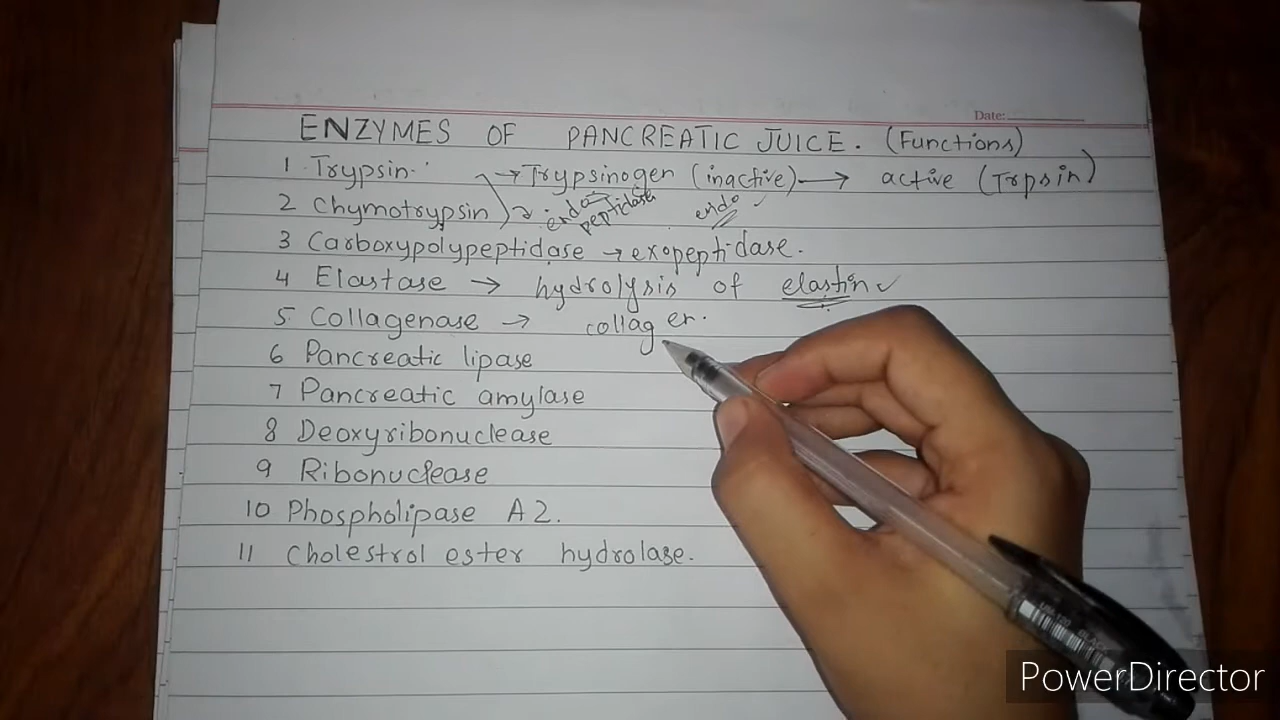 Date:
ENZYMES OF PANCREATIC JUICE. (Functions)
1 Trypsin. → Trypsinogen (inactive) → active (Trpsin)
2 Chymotrypsin → endo peptidase endo
3 Carboxypolypeptidase → exopeptidase.
4 Elastase → hydrolysis of elastin
5 Collagenase → collager.
6 Pancreatic lipase
7 Pancreatic amylase
8 Deoxyribonuclease
9 Ribonuclease
10 Phospholipase A2.
11 Cholestrol ester hydrolase.
PowerDirector